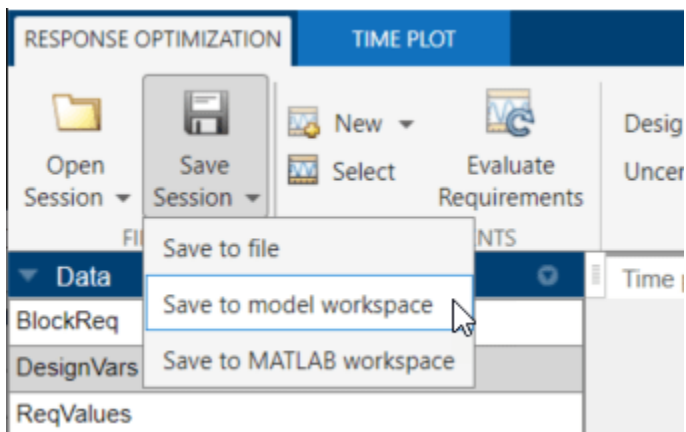 RESPONSE OPTIMIZATION TIME PLOT
New
Open Save Select Evaluate
Session Session Requirements
Save to file
Data
Save to model workspace
BlockReq
Save to MATLAB workspace
DesignVars
ReqValues
Time